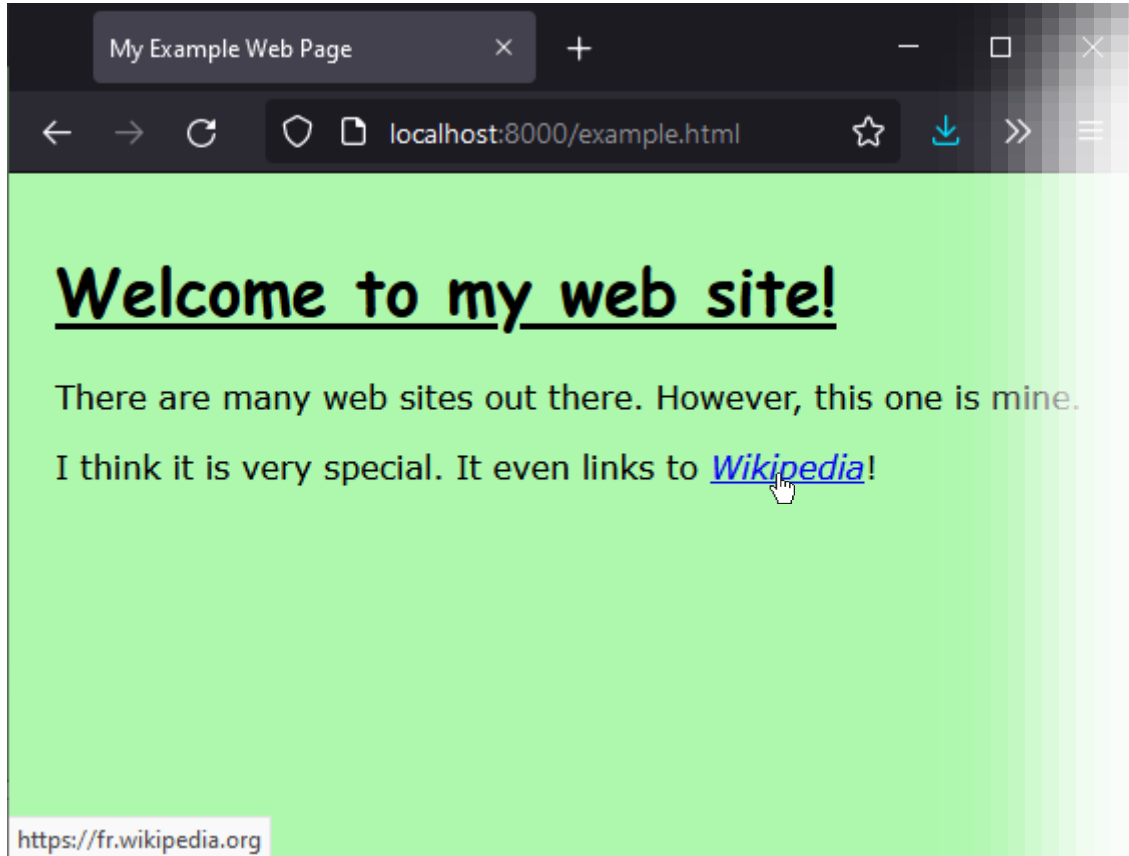 My Example Web Page
localhost:8000/example.html
Welcome to my web site!
There are many web sites out there. However, this one is mine.
I think it is very special. It even links to Wikipedia!
https://fr.wikipedia.org